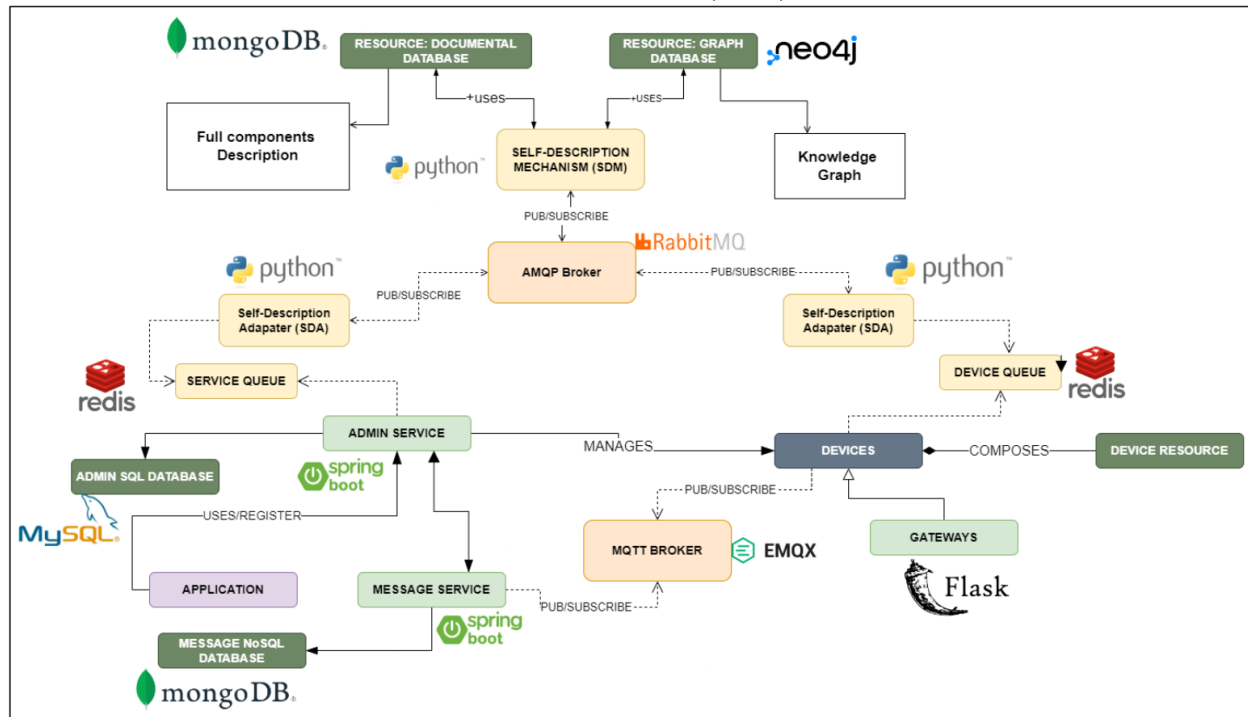 mongoDB®
RESOURCE: DOCUMENTAL
DATABASE
RESOURCE: GRAPH
DATABASE
neo4j
+uses
+USES
Full components
Description
python™
SELF-DESCRIPTION
MECHANISM (SDM)
Knowledge
Graph
PUB/SUBSCRIBE
RabbitMQ
AMQP Broker
python™
PUB/SUBSCRIBE
PUB/SUBSCRIBE
python™
Self-Description
Adapater (SDA)
Self-Description
Adapater (SDA)
redis
SERVICE QUEUE
DEVICE QUEUE
redis
ADMIN SERVICE
MANAGES
DEVICES
COMPOSES
DEVICE RESOURCE
ADMIN SQL DATABASE
spring
boot
PUB/SUBSCRIBE
MySQL®
USES/REGISTER
MQTT BROKER
EMQX
GATEWAYS
Flask
APPLICATION
MESSAGE SERVICE
PUB/SUBSCRIBE
spring
boot
MESSAGE NoSQL
DATABASE
mongoDB®